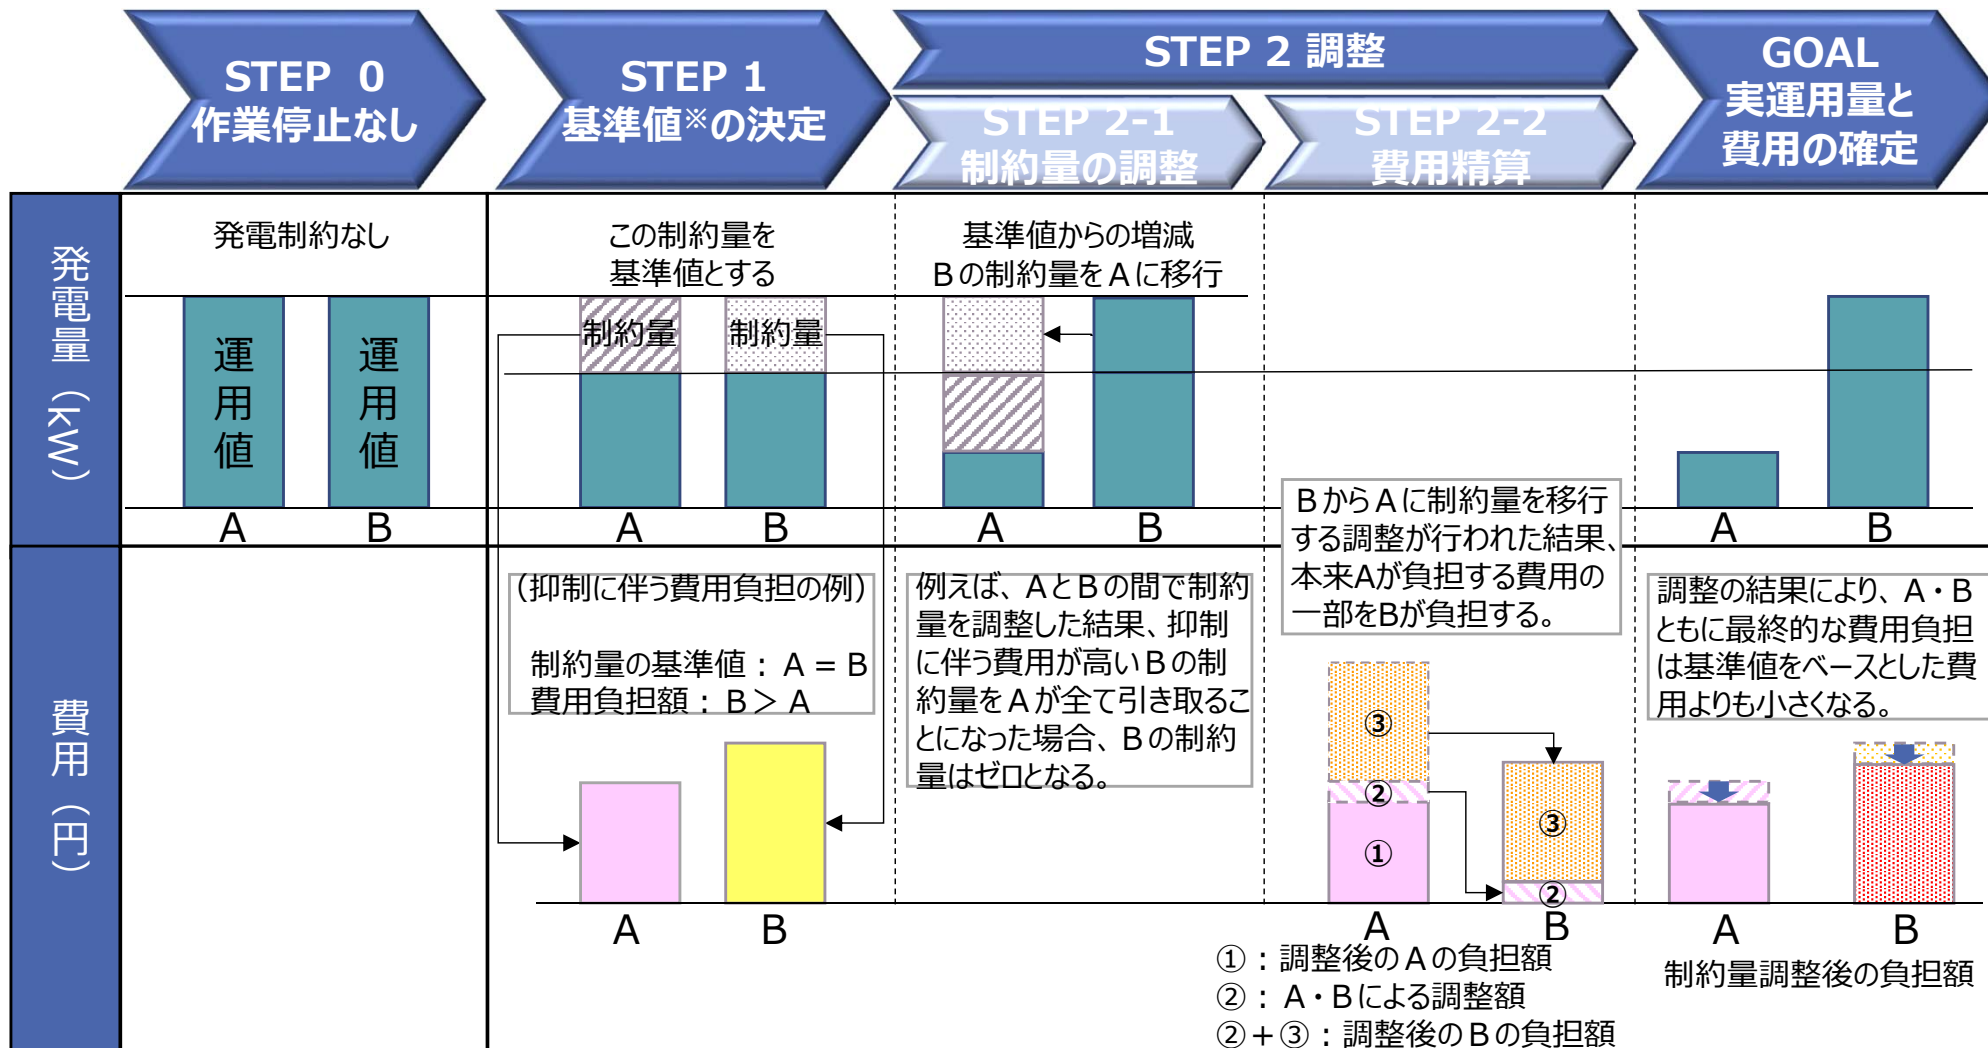 STEP 0
作業停止なし
STEP 1
基準値※の決定
STEP 2 調整
STEP 2-1
制約量の調整
STEP 2-2
費用精算
GOAL
実運用量と
費用の確定
発電量（kW）
発電制約なし
運用値
運用値
A
B
この制約量を
基準値とする
制約量
制約量
A
B
基準値からの増減
Bの制約量をAに移行
A
B
A
B
費用（円）
（抑制に伴う費用負担の例）
制約量の基準値：A＝B
費用負担額：B＞A
A
B
例えば、AとBの間で制約
量を調整した結果、抑制
に伴う費用が高いBの制
約量をAが全て引き取るこ
とになった場合、Bの制約
量はゼロとなる。
BからAに制約量を移行
する調整が行われた結果、
本来Aが負担する費用の
一部をBが負担する。
③
②
①
③
②
A
B
①：調整後のAの負担額
②：A・Bによる調整額
②＋③：調整後のBの負担額
調整の結果により、A・B
ともに最終的な費用負担
は基準値をベースとした費
用よりも小さくなる。
A
B
制約量調整後の負担額